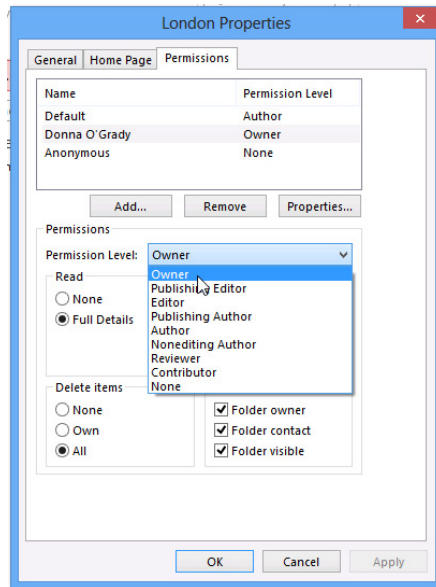 London Properties
General Home Page Permissions
Name Permission Level
Default Author
Donna O'Grady Owner
Anonymous None
Add... Remove Properties...
Permissions
Permission Level: Owner
Read
None
Full Details
Owner
Publishing Editor
Editor
Publishing Author
Author
Nonediting Author
Reviewer
Contributor
None
Delete items
None
Own
All
Folder owner
Folder contact
Folder visible
OK Cancel Apply